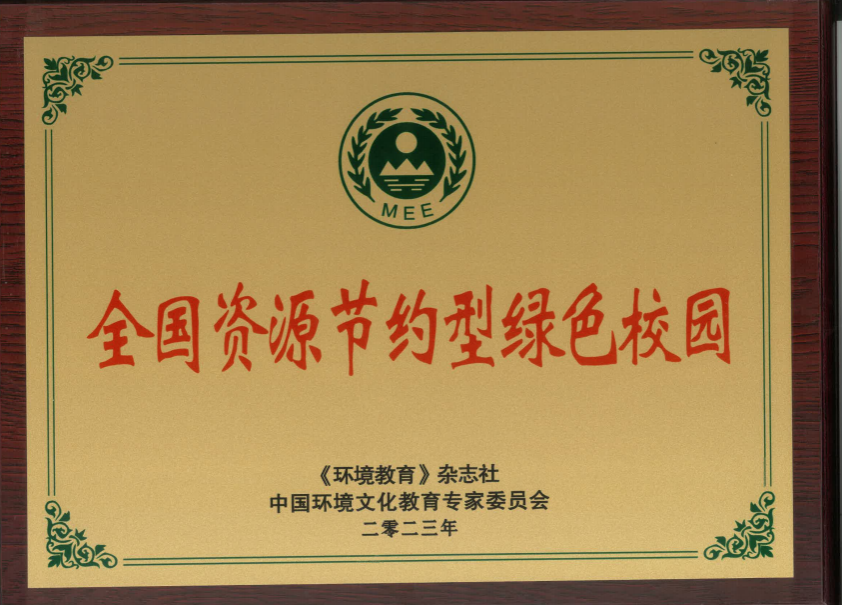 MEE
全国资源节约型绿色校园
《环境教育》杂志社
中国环境文化教育专家委员会
二零二三年